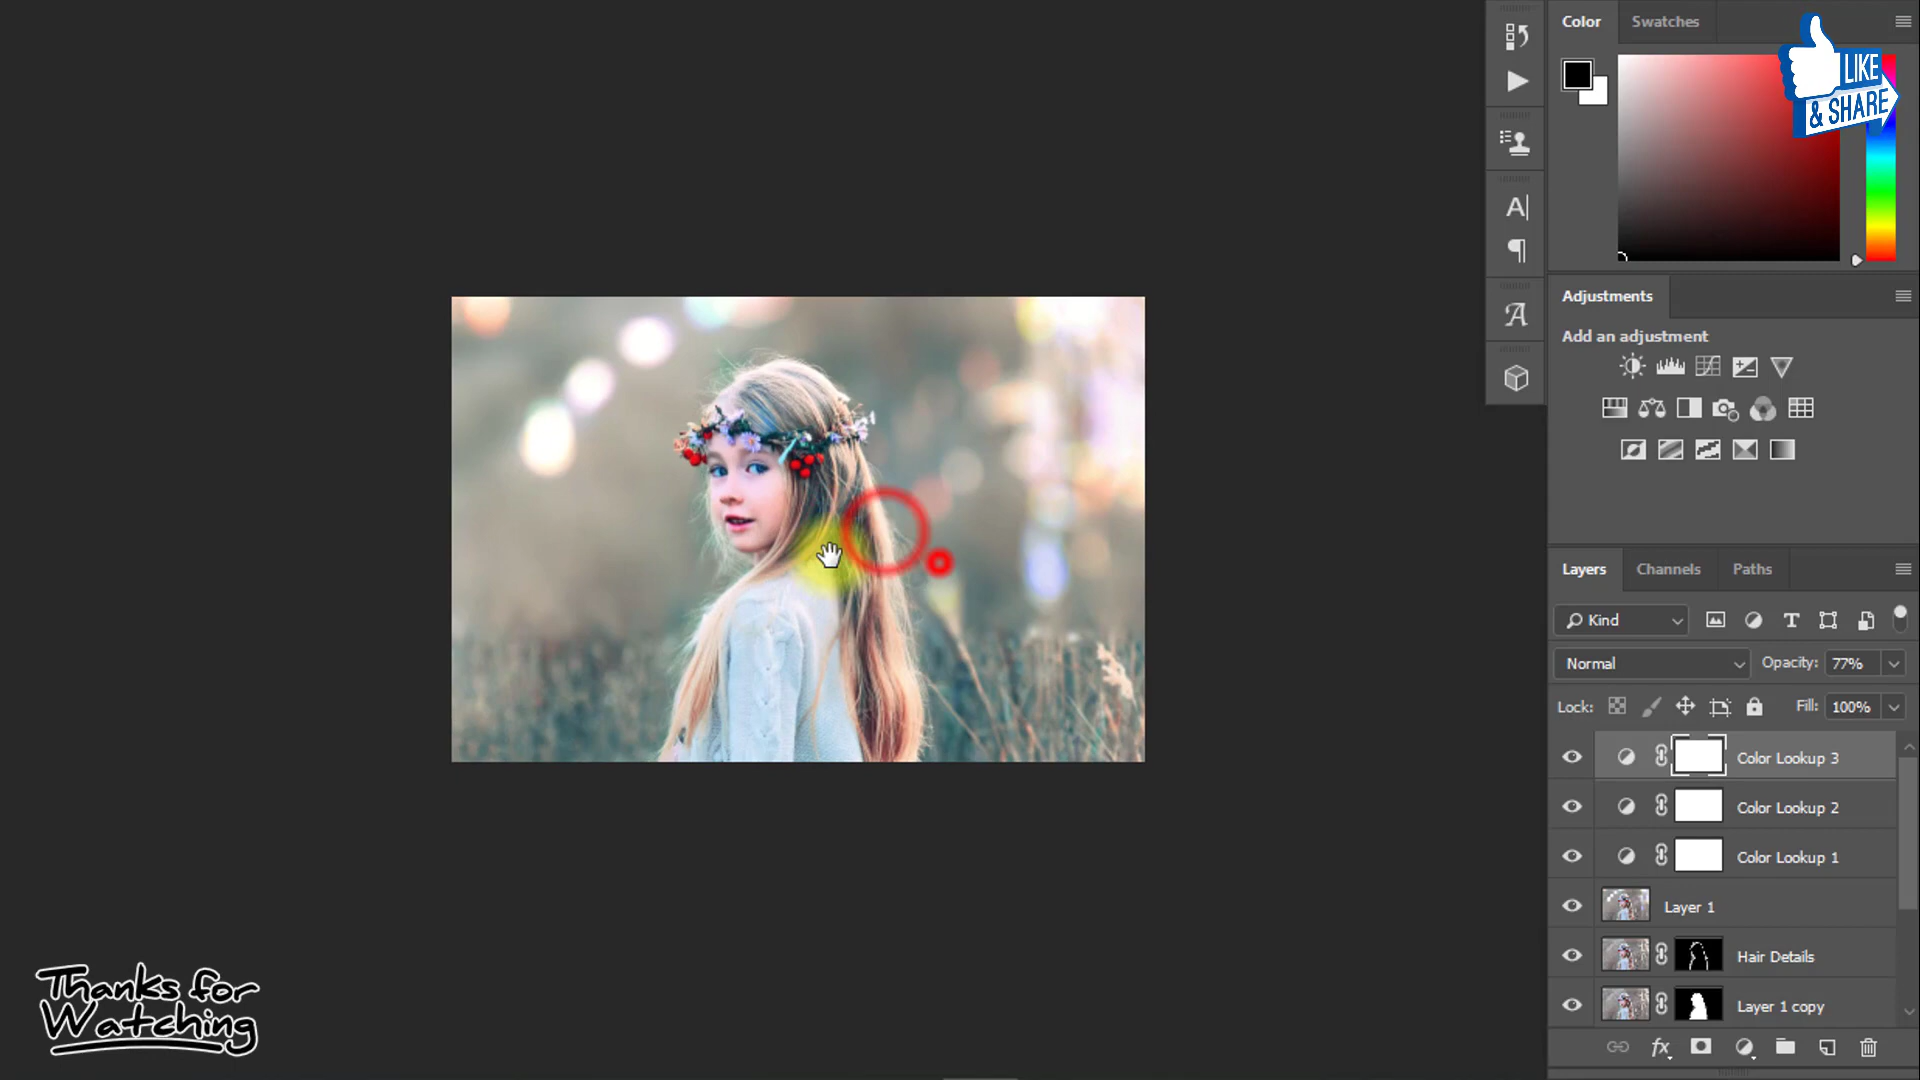 Color
Swatches
LIKE
& SHARE
Adjustments
Add an adjustment
Layers
Channels
Paths
Kind
Normal
Opacity: 77%
Lock:
Fill: 100%
Color Lookup 3
Color Lookup 2
Color Lookup 1
Layer 1
Hair Details
Layer 1 copy
fx
Thanks for
Watching